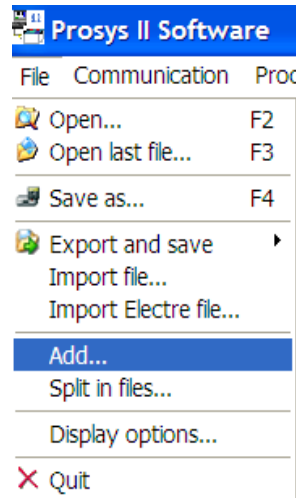 Prosys II Software
File Communication
Open... F2
Open last file... F3
Save as... F4
Export and save
Import file...
Import Electre file...
Add...
Split in files...
Display options...
Quit